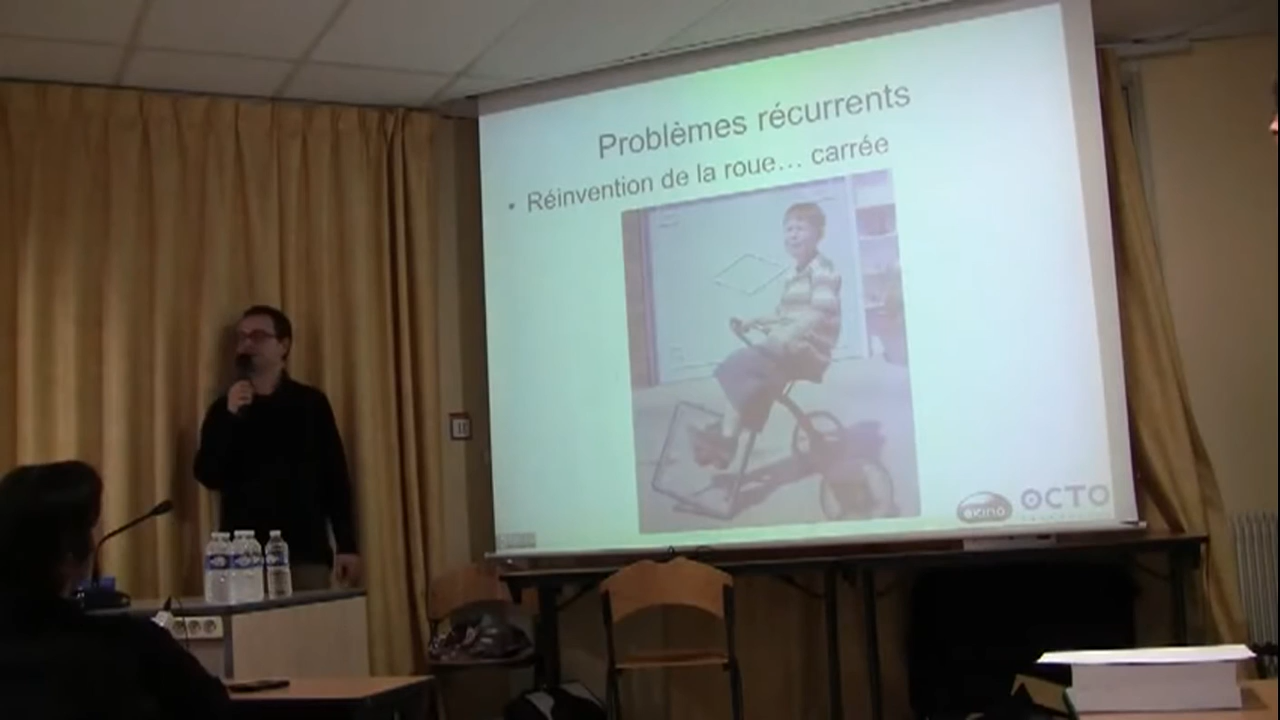 Problèmes récurrents
• Réinvention de la roue… carrée
ekino
OCTO